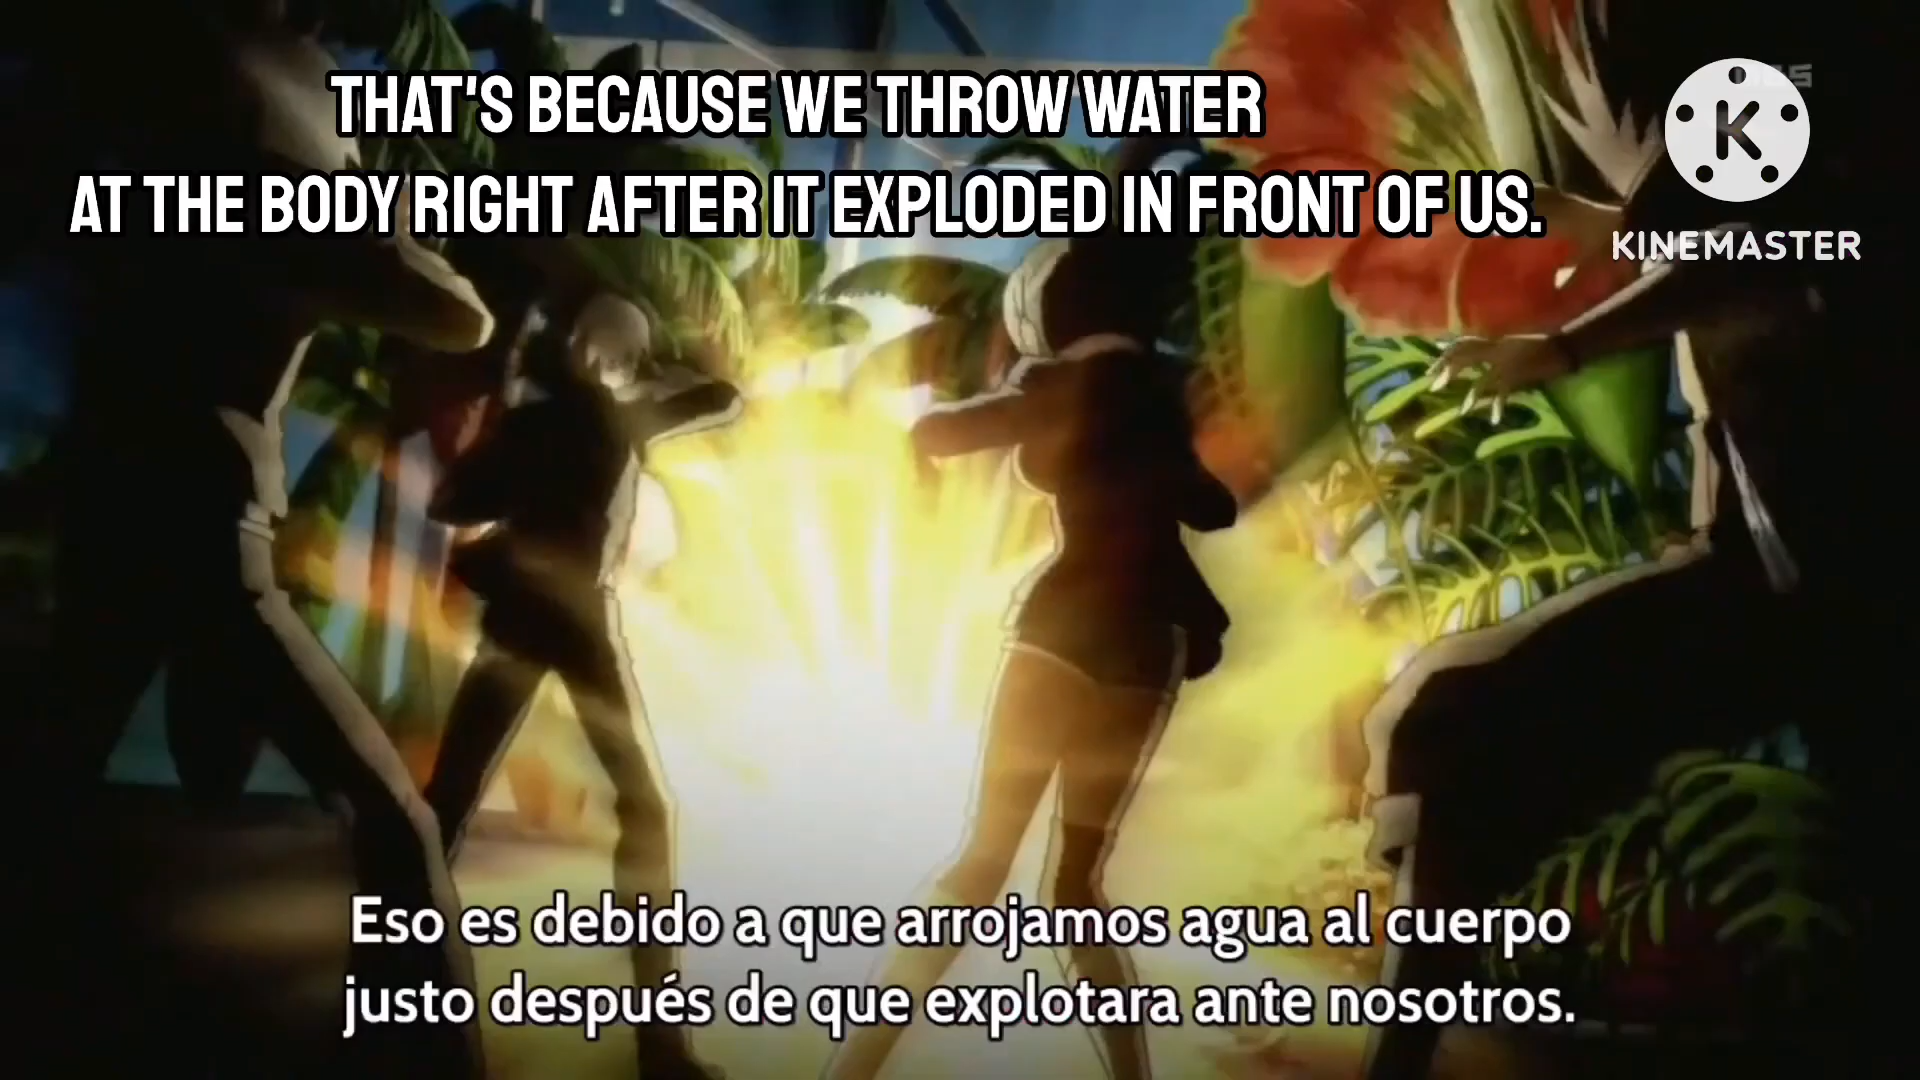 THAT'S BECAUSE WE THROW WATER
AT THE BODY RIGHT AFTER IT EXPLODED IN FRONT OF US.
K
KINEMASTER
Eso es debido a que arrojamos agua al cuerpo
justo después de que explotara ante nosotros.